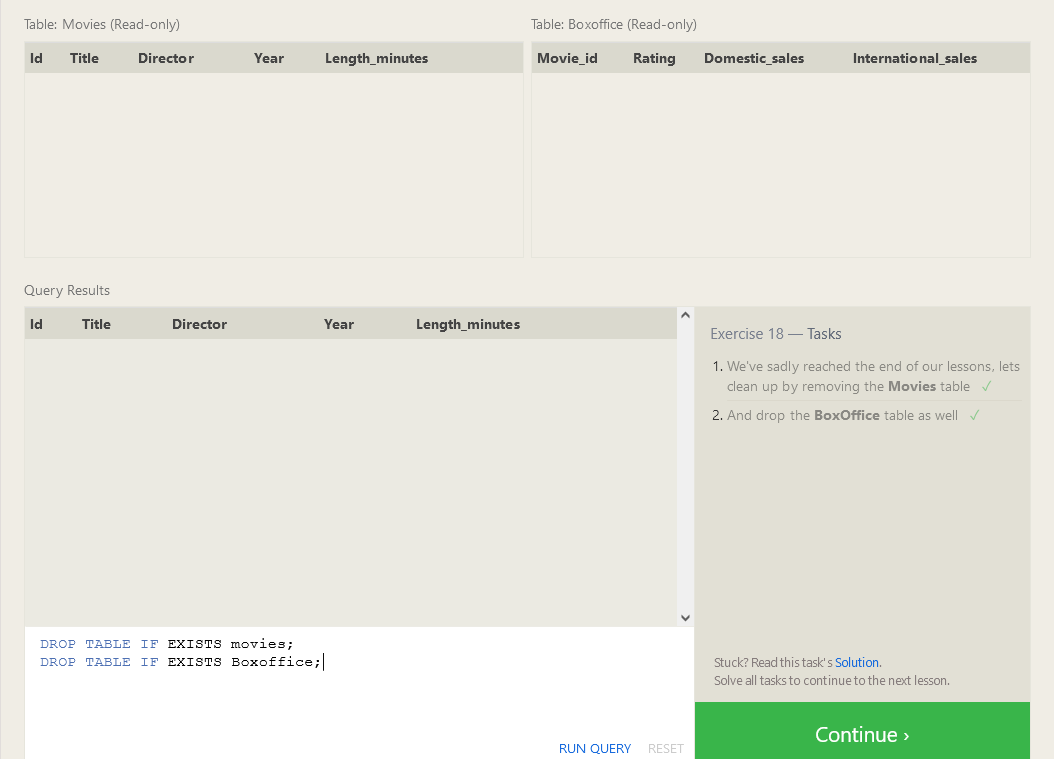 Table: Movies (Read-only)
Table: Boxoffice (Read-only)
Id Title Director Year Length_minutes
Movie_id Rating Domestic_sales International_sales
Query Results
Id Title Director Year Length_minutes
Exercise 18 — Tasks
1. We've sadly reached the end of our lessons, lets
clean up by removing the Movies table ✓
2. And drop the BoxOffice table as well ✓
DROP TABLE IF EXISTS movies;
DROP TABLE IF EXISTS Boxoffice;
RUN QUERY RESET
Stuck? Read this task's Solution.
Solve all tasks to continue to the next lesson.
Continue ›